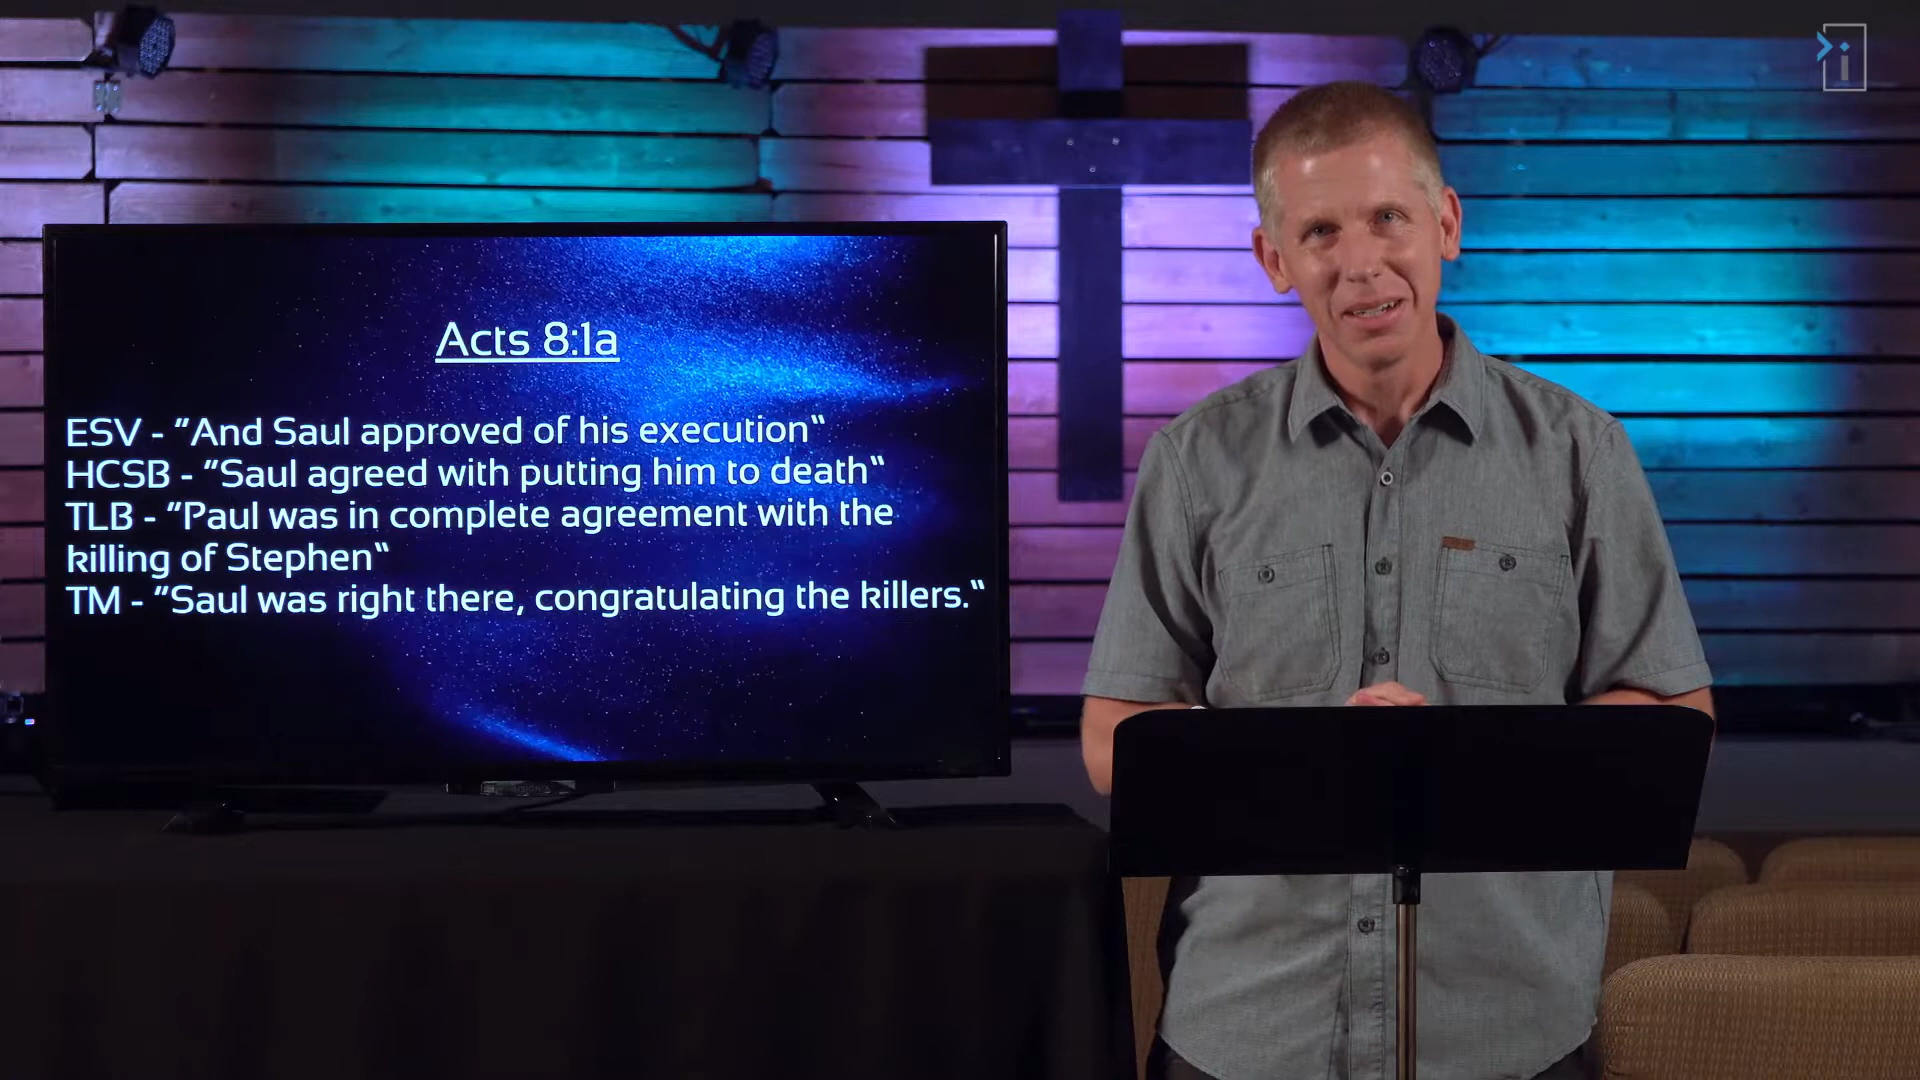 Acts 8:1a
ESV - "And Saul approved of his execution"
HCSB - "Saul agreed with putting him to death"
TLB - "Paul was in complete agreement with the
killing of Stephen"
TM - "Saul was right there, congratulating the killers."